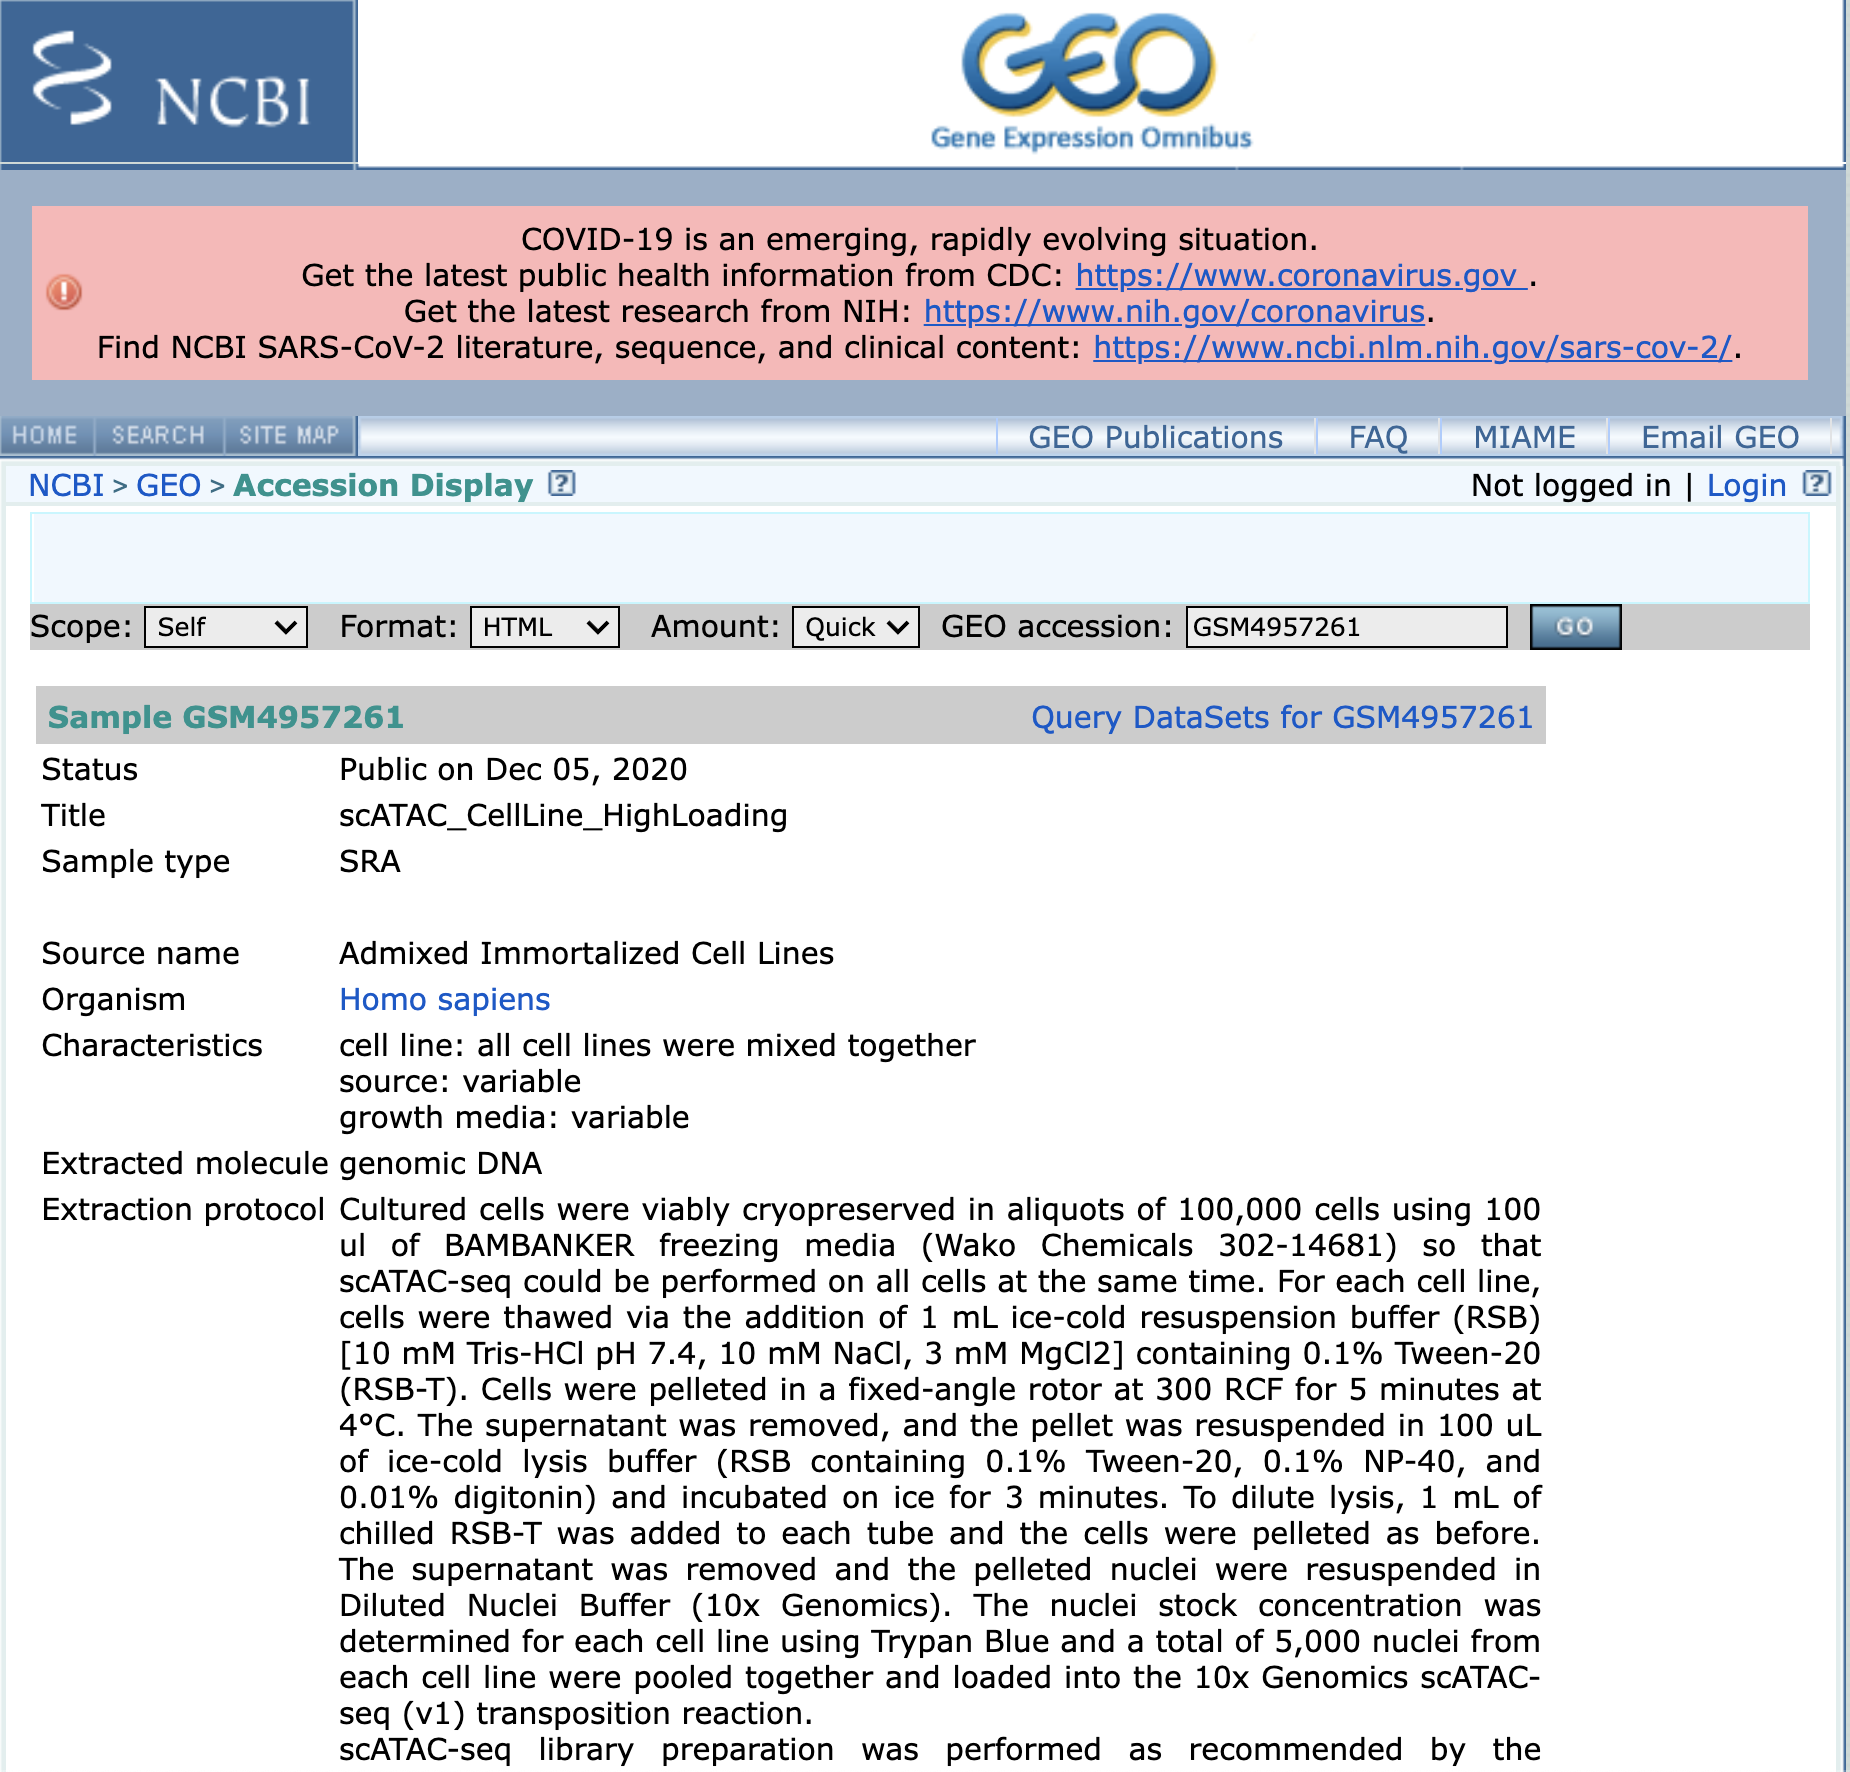 NCBI
GEO
Gene Expression Omnibus
COVID-19 is an emerging, rapidly evolving situation.
Get the latest public health information from CDC: https://www.coronavirus.gov .
Get the latest research from NIH: https://www.nih.gov/coronavirus.
Find NCBI SARS-CoV-2 literature, sequence, and clinical content: https://www.ncbi.nlm.nih.gov/sars-cov-2/.
HOME SEARCH SITE MAP GEO Publications FAQ MIAME Email GEO
NCBI > GEO > Accession Display ? Not logged in | Login ?
Scope: Self Format: HTML Amount: Quick GEO accession: GSM4957261 GO
Sample GSM4957261 Query DataSets for GSM4957261
Status Public on Dec 05, 2020
Title scATAC_CellLine_HighLoading
Sample type SRA
Source name Admixed Immortalized Cell Lines
Organism Homo sapiens
Characteristics cell line: all cell lines were mixed together
source: variable
growth media: variable
Extracted molecule genomic DNA
Extraction protocol Cultured cells were viably cryopreserved in aliquots of 100,000 cells using 100
ul of BAMBANKER freezing media (Wako Chemicals 302-14681) so that
scATAC-seq could be performed on all cells at the same time. For each cell line,
cells were thawed via the addition of 1 mL ice-cold resuspension buffer (RSB)
[10 mM Tris-HCl pH 7.4, 10 mM NaCl, 3 mM MgCl2] containing 0.1% Tween-20
(RSB-T). Cells were pelleted in a fixed-angle rotor at 300 RCF for 5 minutes at
4°C. The supernatant was removed, and the pellet was resuspended in 100 uL
of ice-cold lysis buffer (RSB containing 0.1% Tween-20, 0.1% NP-40, and
0.01% digitonin) and incubated on ice for 3 minutes. To dilute lysis, 1 mL of
chilled RSB-T was added to each tube and the cells were pelleted as before.
The supernatant was removed and the pelleted nuclei were resuspended in
Diluted Nuclei Buffer (10x Genomics). The nuclei stock concentration was
determined for each cell line using Trypan Blue and a total of 5,000 nuclei from
each cell line were pooled together and loaded into the 10x Genomics scATAC-
seq (v1) transposition reaction.
scATAC-seq library preparation was performed as recommended by the